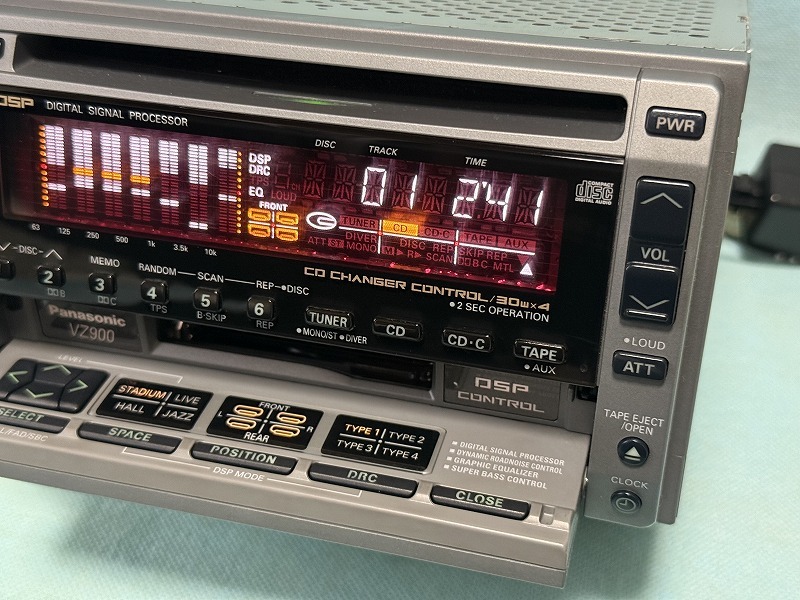 DSP DIGITAL SIGNAL PROCESSOR
DISC TRACK TIME
DSP
DRC
EQ
LOUD
FRONT
01 2'41
TUNER CD CD·C TAPE AUX
DIVER DISC REP SKIP REP
ATT ST MONO M R SCAN BC MTL
63 125 250 500 1k 3.5k 10k
COMPACT
disc
DIGITAL AUDIO
PWR
VOL
LOUD
ATT
TAPE EJECT
/OPEN
CLOCK
CD CHANGER CONTROL/30W×4
2 SEC OPERATION
DISC MEMO RANDOM SCAN REP DISC
2 3 4 5 6
B C TPS B·SKIP REP
TUNER CD CD·C TAPE
MONO/ST DIVER AUX
Panasonic
VZ900
DSP
CONTROL
LEVEL
STADIUM LIVE
HALL JAZZ
FRONT
L R
REAR
TYPE 1 TYPE 2
TYPE 3 TYPE 4
DIGITAL SIGNAL PROCESSOR
DYNAMIC ROADNOISE CONTROL
GRAPHIC EQUALIZER
SUPER BASS CONTROL
SELECT SPACE POSITION DRC CLOSE
L/FAD/SBC
DSP MODE